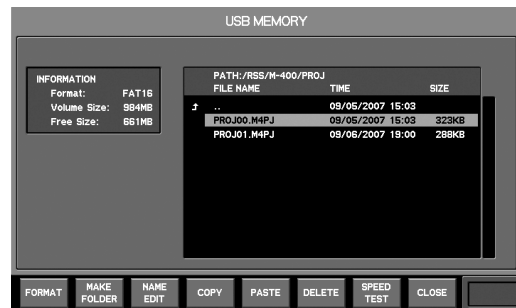 USB MEMORY
INFORMATION
Format: FAT16
Volume Size: 984MB
Free Size: 661MB
PATH:/RSS/M-400/PROJ
FILE NAME TIME SIZE
.. 09/05/2007 15:03
PROJ00.M4PJ 09/05/2007 15:03 323KB
PROJ01.M4PJ 09/06/2007 19:00 288KB
FORMAT MAKE FOLDER NAME EDIT COPY PASTE DELETE SPEED TEST CLOSE